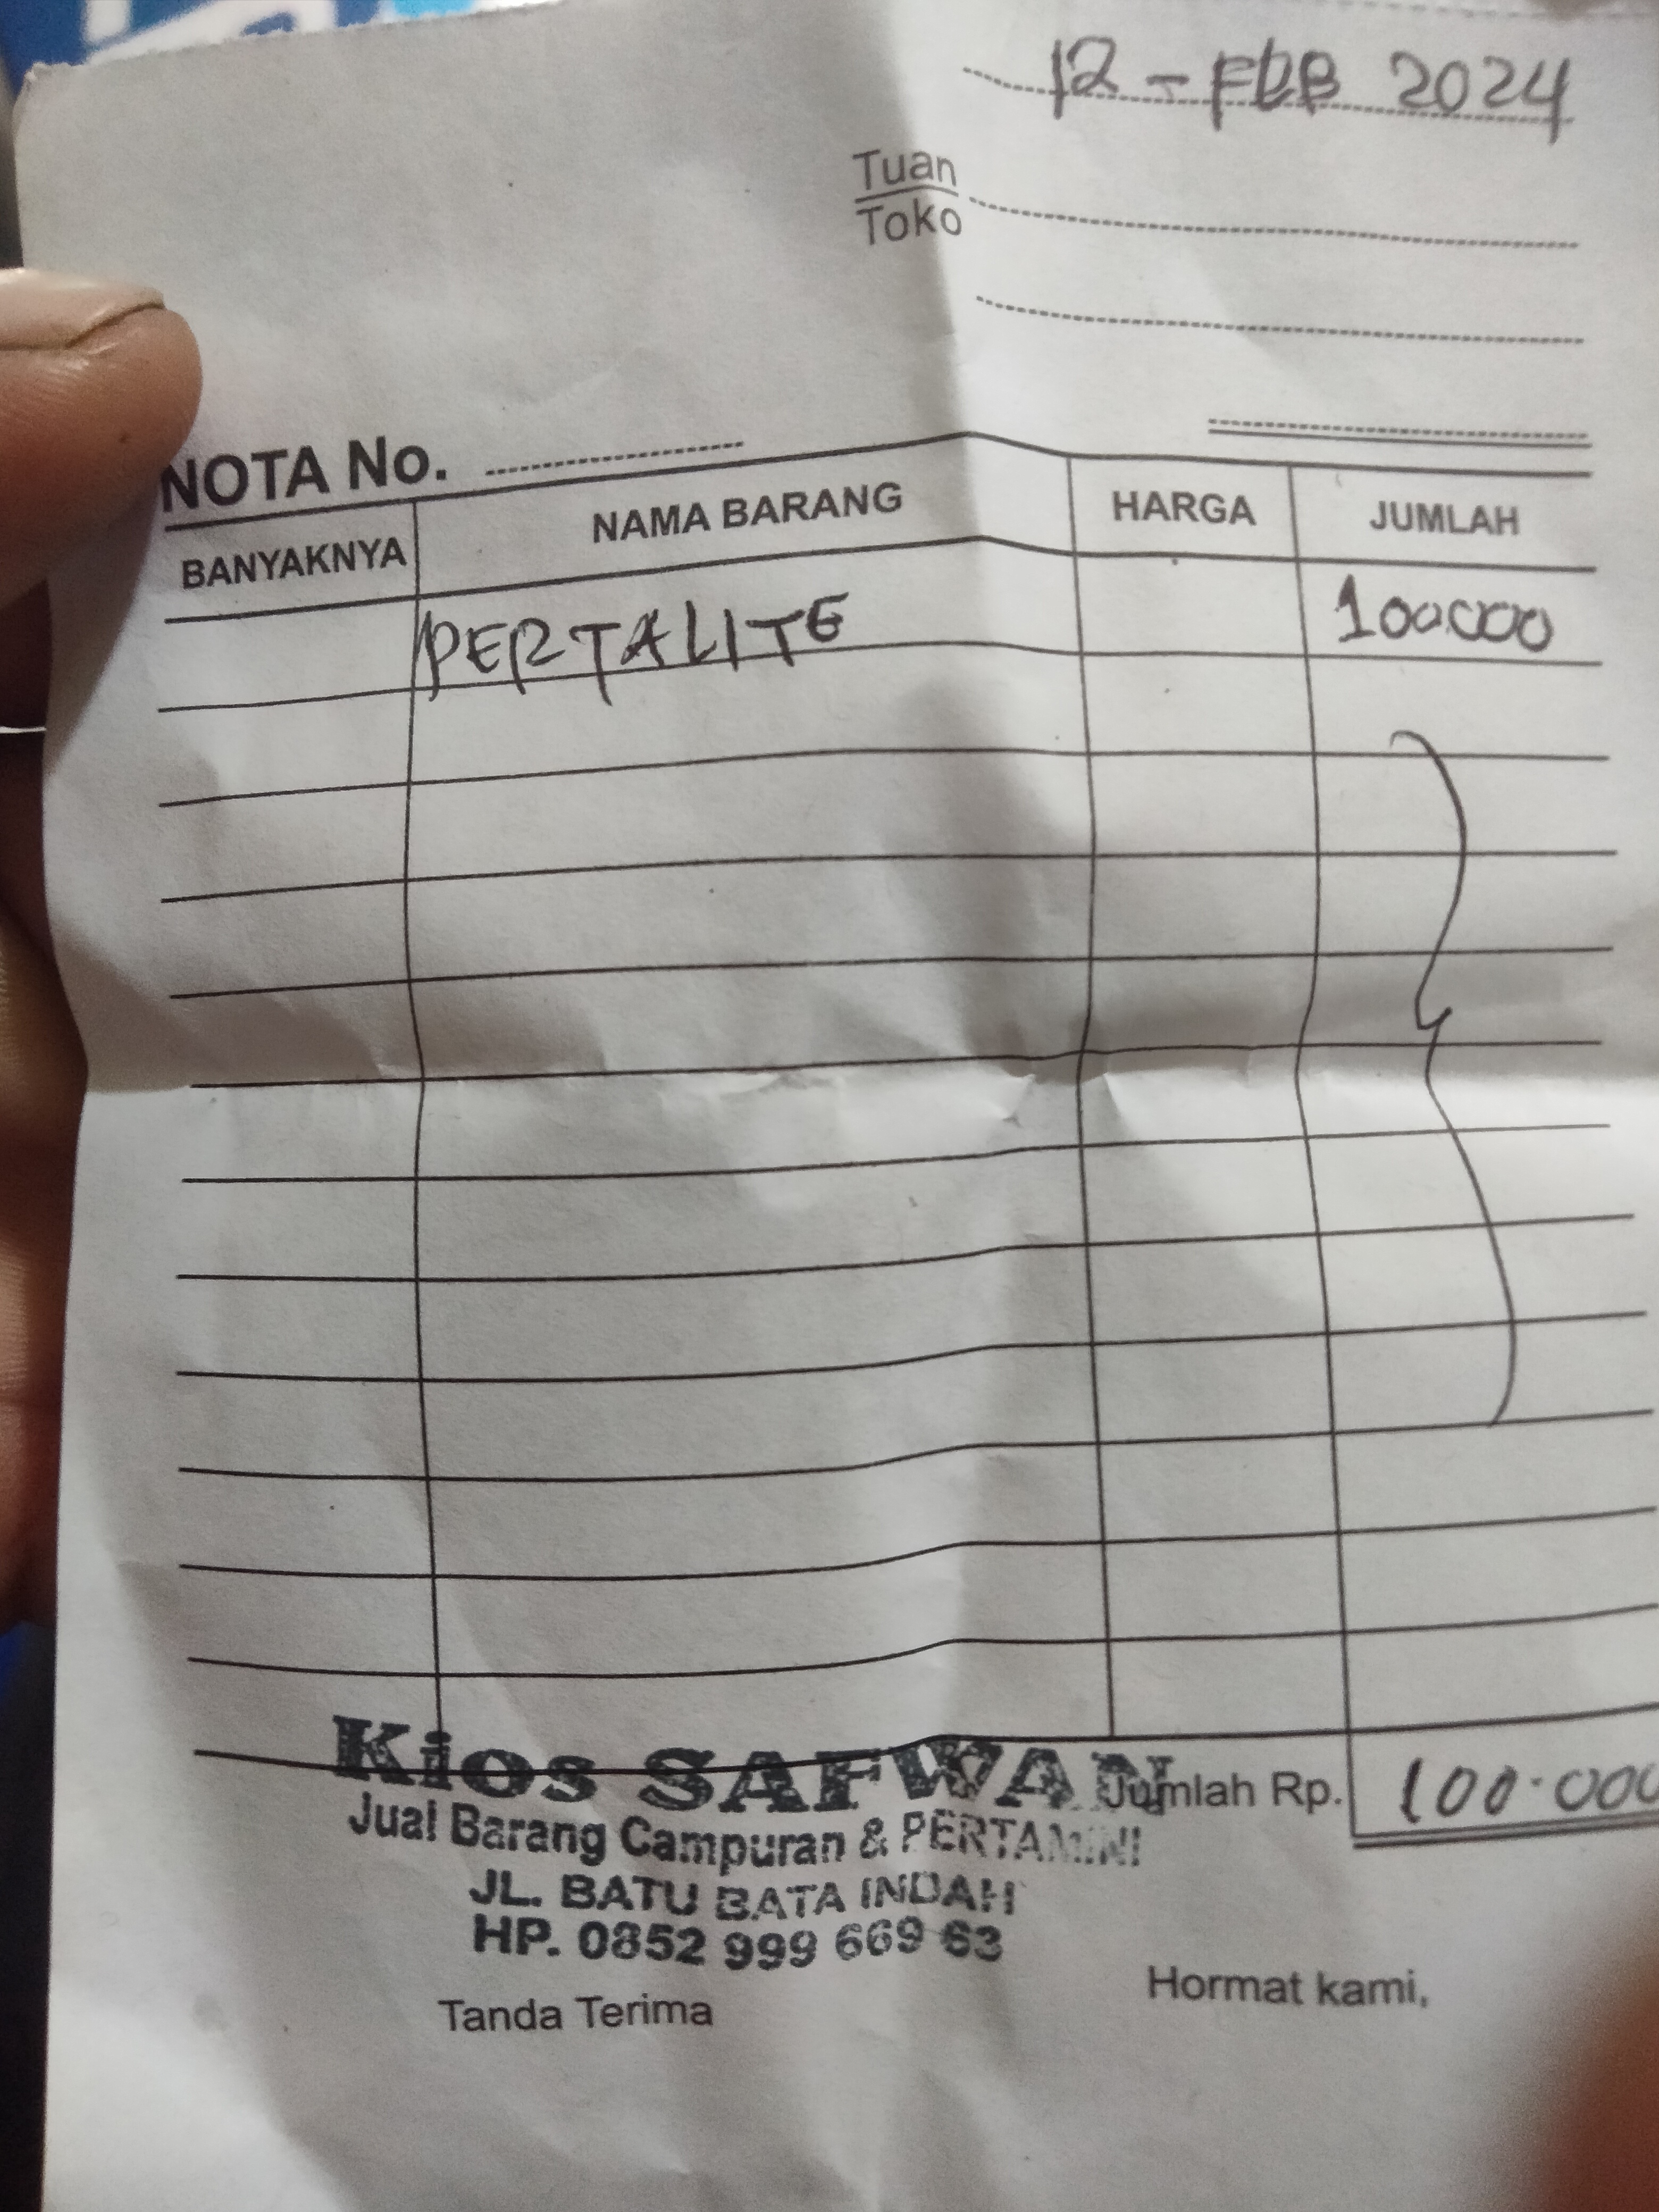 12 - FEB 2024
Tuan
Toko
NOTA No.
BANYAKNYA NAMA BARANG HARGA JUMLAH
PERTALITE 100.000
Jumlah Rp. 100.000
Kios SAFWAN
Jual Barang Campuran & PERTAMINI
JL. BATU BATA INDAH
HP. 0852 999 669 63
Tanda Terima
Hormat kami,